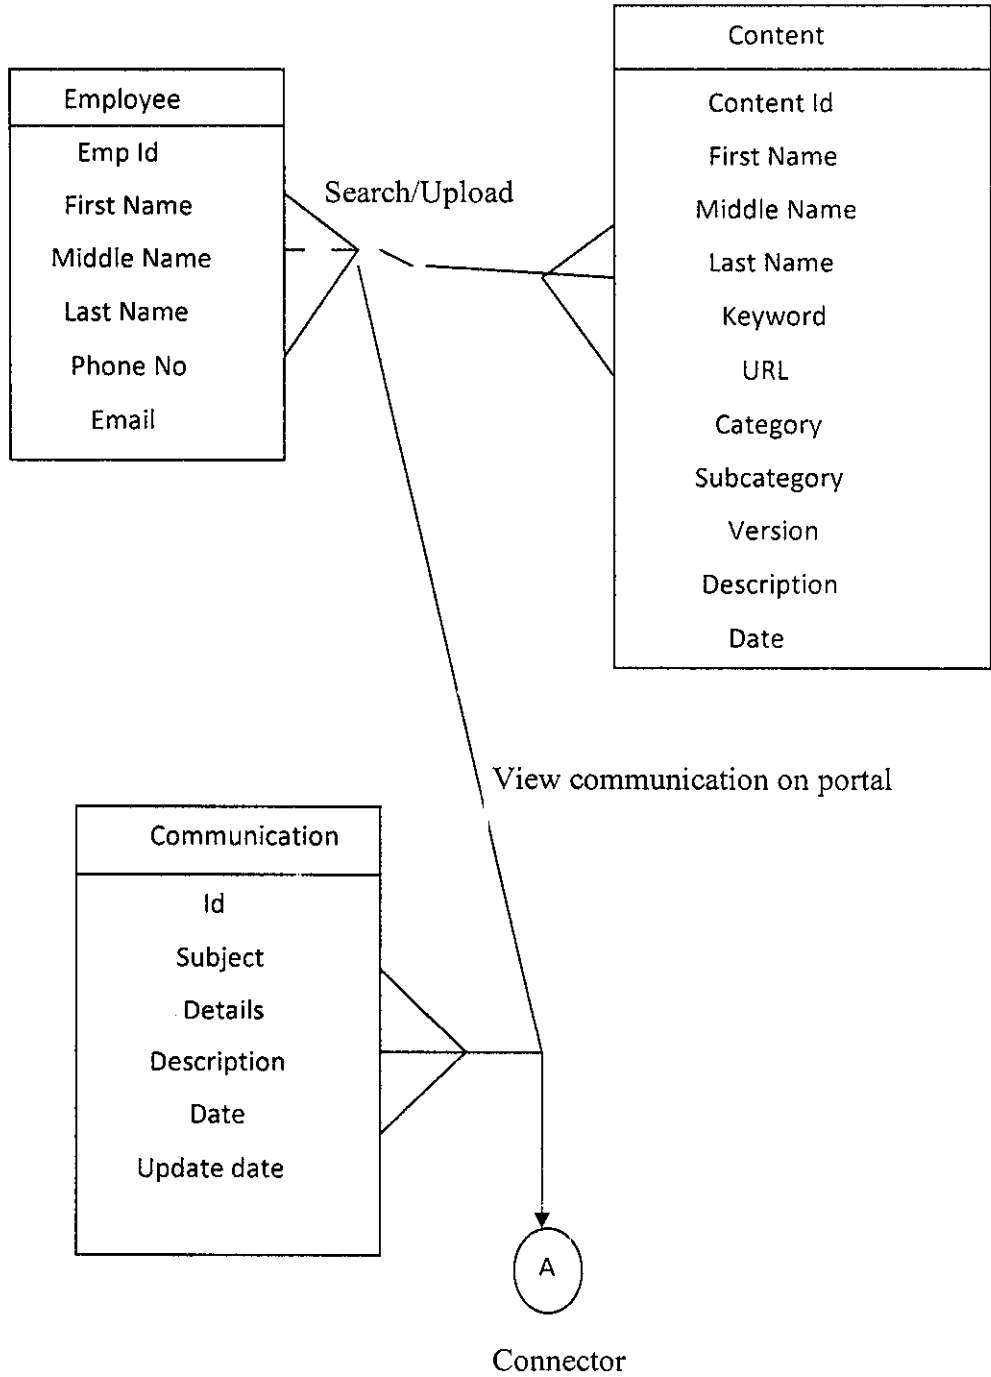 Content
Content Id
First Name
Middle Name
Last Name
Keyword
URL
Category
Subcategory
Version
Description
Date
Employee
Emp Id
First Name
Middle Name
Last Name
Phone No
Email
Search/Upload
View communication on portal
Communication
Id
Subject
Details
Description
Date
Update date
A
Connector